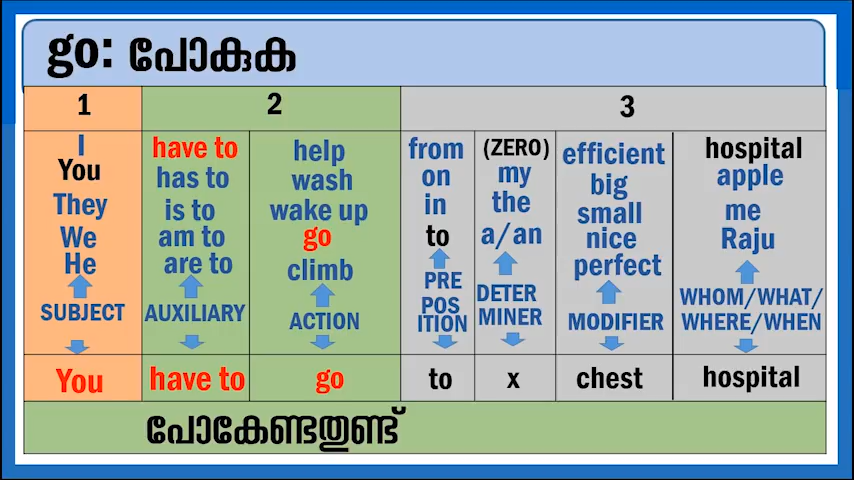 go: പോകുക
1 2 3
I have to help from (ZERO) efficient hospital
You has to wash on my big apple
They is to wake up in the small me
We am to go to a/an nice Raju
He are to climb perfect
SUBJECT AUXILIARY ACTION PRE POS ITION DETER MINER MODIFIER WHOM/WHAT/ WHERE/WHEN
You have to go to x chest hospital
പോകേണ്ടതുണ്ട്